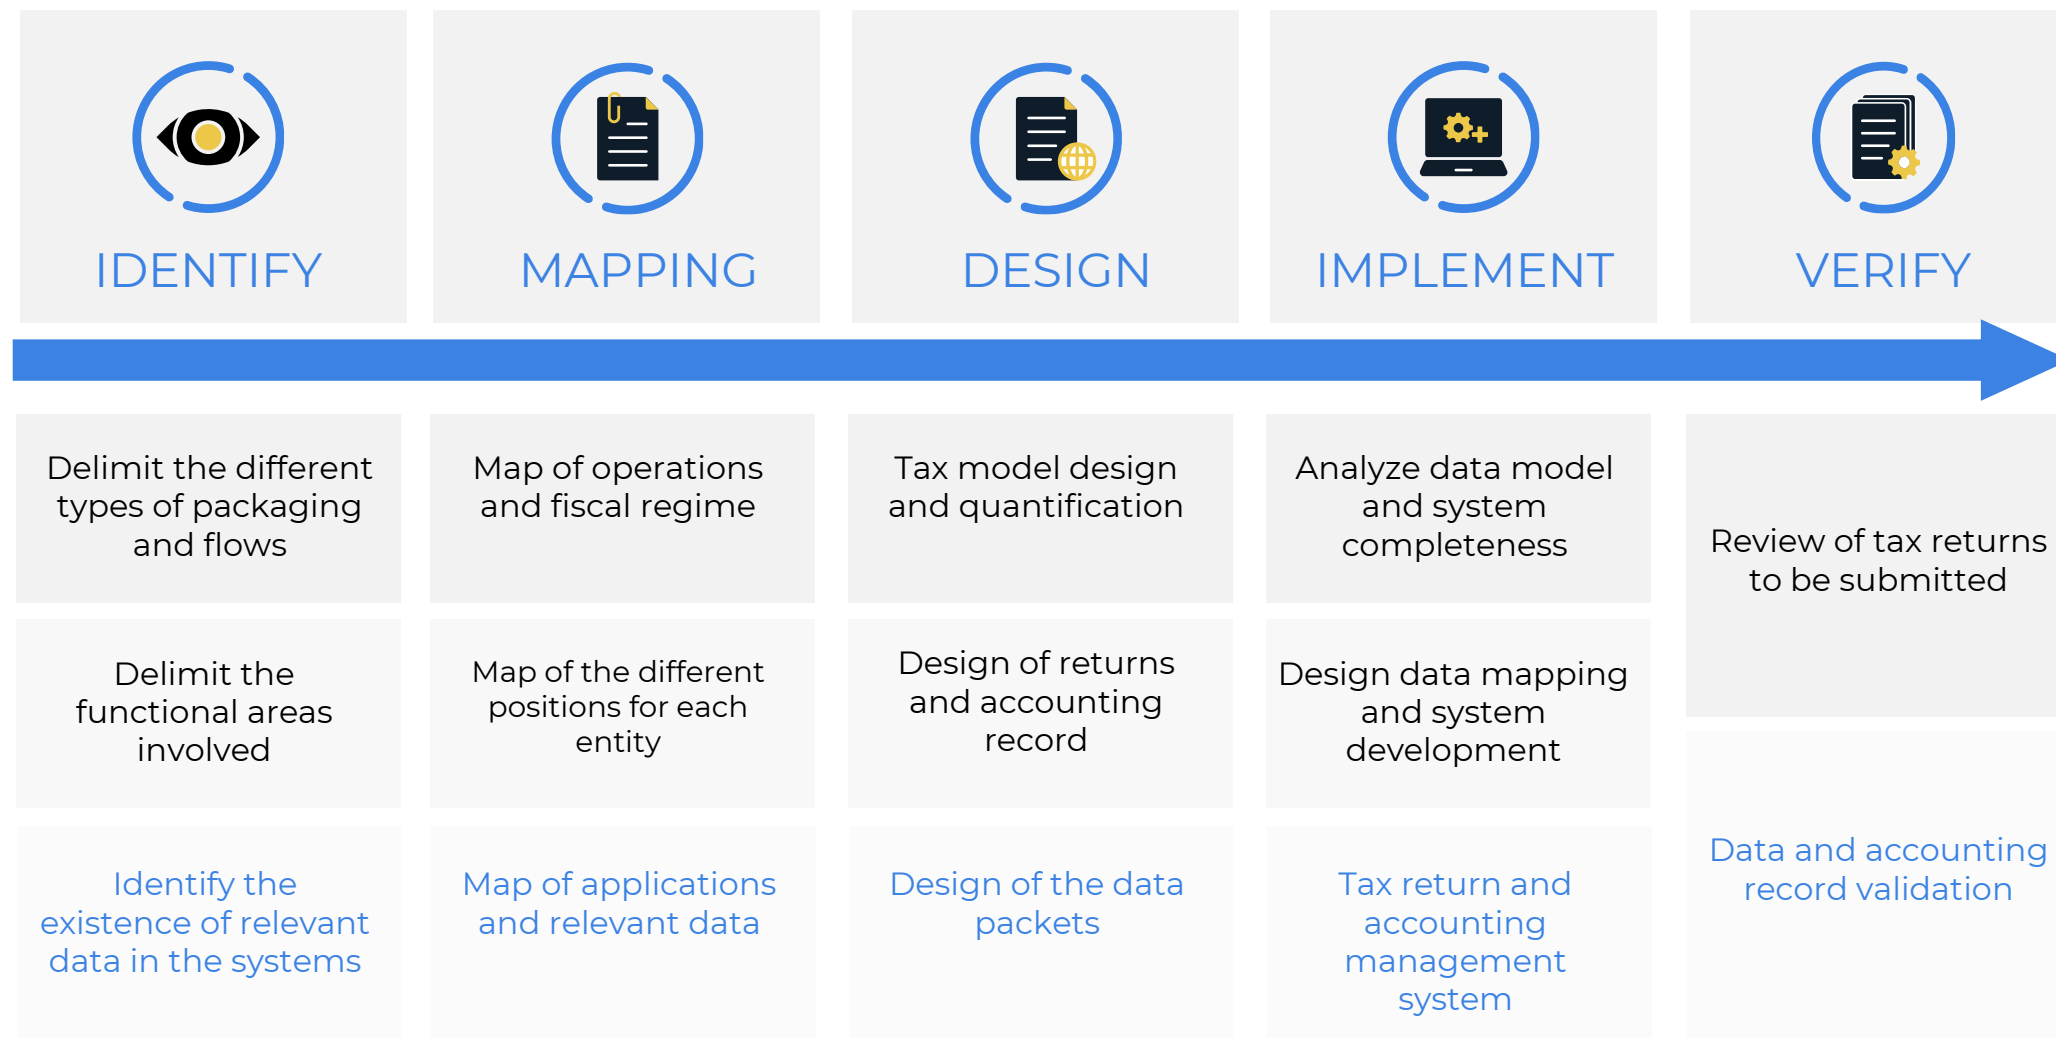 IDENTIFY
MAPPING
DESIGN
IMPLEMENT
VERIFY
Delimit the different
types of packaging
and flows
Map of operations
and fiscal regime
Tax model design
and quantification
Analyze data model
and system
completeness
Review of tax returns
to be submitted
Delimit the
functional areas
involved
Map of the different
positions for each
entity
Design of returns
and accounting
record
Design data mapping
and system
development
Identify the
existence of relevant
data in the systems
Map of applications
and relevant data
Design of the data
packets
Tax return and
accounting
management
system
Data and accounting
record validation